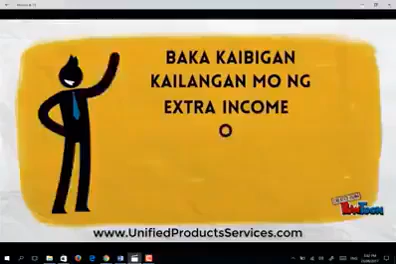 BAKA KAIBIGAN
KAILANGAN MO NG
EXTRA INCOME
O
www.UnifiedProductsServices.com